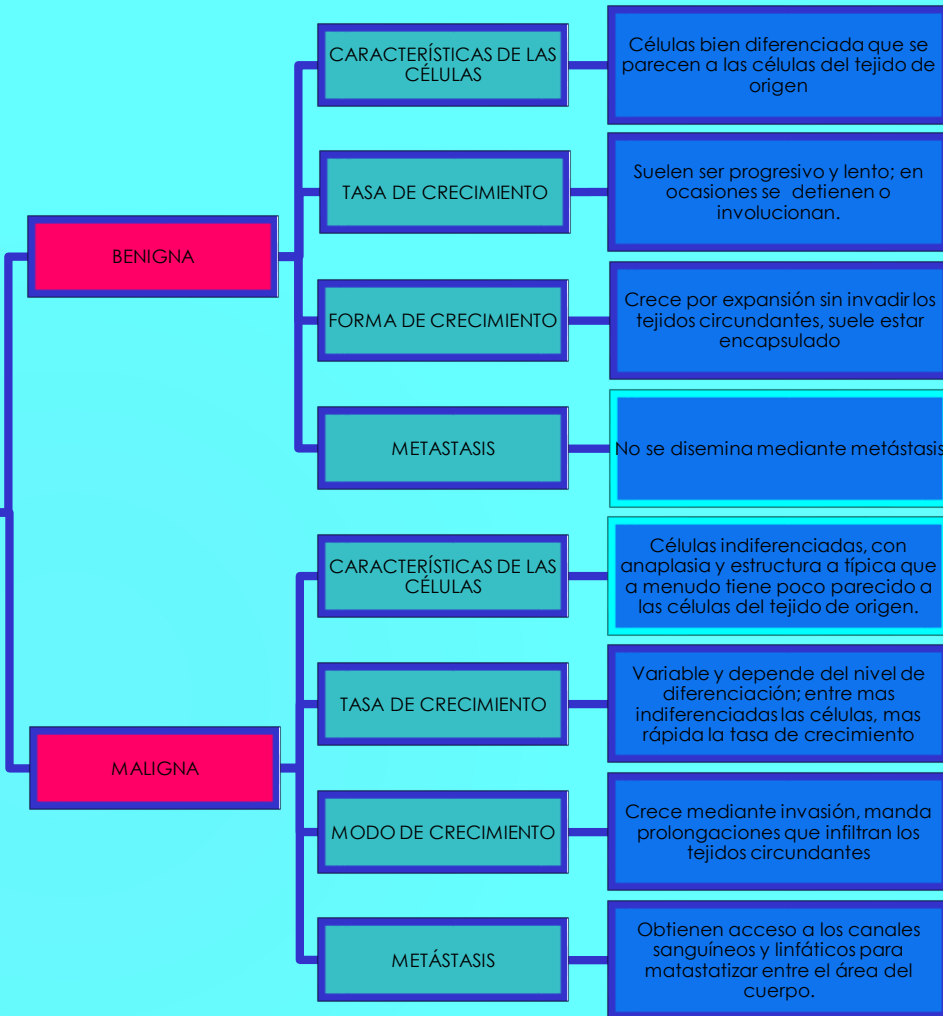 BENIGNA
CARACTERÍSTICAS DE LAS
CÉLULAS
Células bien diferenciada que se
parecen a las células del tejido de
origen
TASA DE CRECIMIENTO
Suelen ser progresivo y lento; en
ocasiones se detienen o
involucionan.
FORMA DE CRECIMIENTO
Crece por expansión sin invadir los
tejidos circundantes, suele estar
encapsulado
METASTASIS
No se disemina mediante metástasis
MALIGNA
CARACTERÍSTICAS DE LAS
CÉLULAS
Células indiferenciadas, con
anaplasia y estructura a típica que
a menudo tiene poco parecido a
las células del tejido de origen.
TASA DE CRECIMIENTO
Variable y depende del nivel de
diferenciación; entre mas
indiferenciadas las células, mas
rápida la tasa de crecimiento
MODO DE CRECIMIENTO
Crece mediante invasión, manda
prolongaciones que infiltran los
tejidos circundantes
METÁSTASIS
Obtienen acceso a los canales
sanguíneos y linfáticos para
matastatizar entre el área del
cuerpo.